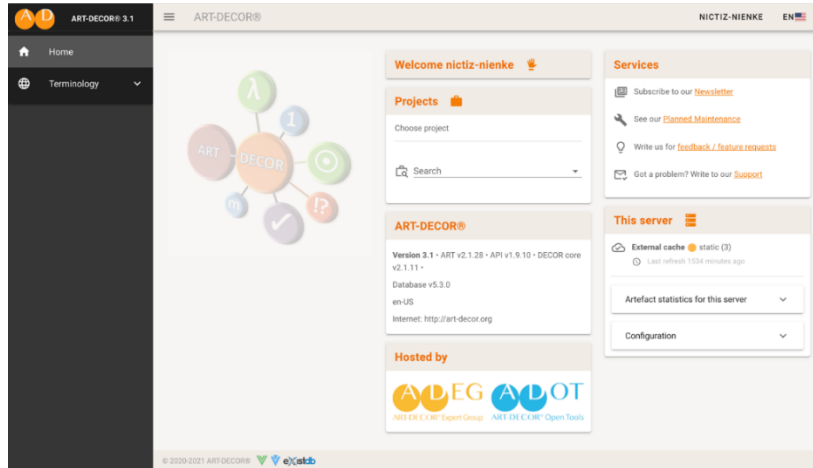 AD ART-DECOR® 3.1
ART-DECOR®
NICTIZ-NIENKE EN
Home
Terminology
λ
1
ART
DECOR
!?
m
Welcome nictiz-nienke
Projects
Choose project
Search
ART-DECOR®
Version 3.1 • ART v2.1.28 • API v1.9.10 • DECOR core
v2.1.11 •
Database v5.3.0
en-US
Internet: http://art-decor.org
Hosted by
ADEG ADOT
ART-DECOR® Expert Group ART-DECOR® Open Tools
Services
Subscribe to our Newsletter
See our Planned Maintenance
Write us for feedback / feature requests
Got a problem? Write to our Support
This server
External cache static (3)
Last refresh 1534 minutes ago
Artefact statistics for this server
Configuration
© 2020-2021 ART-DECOR® eXistdb